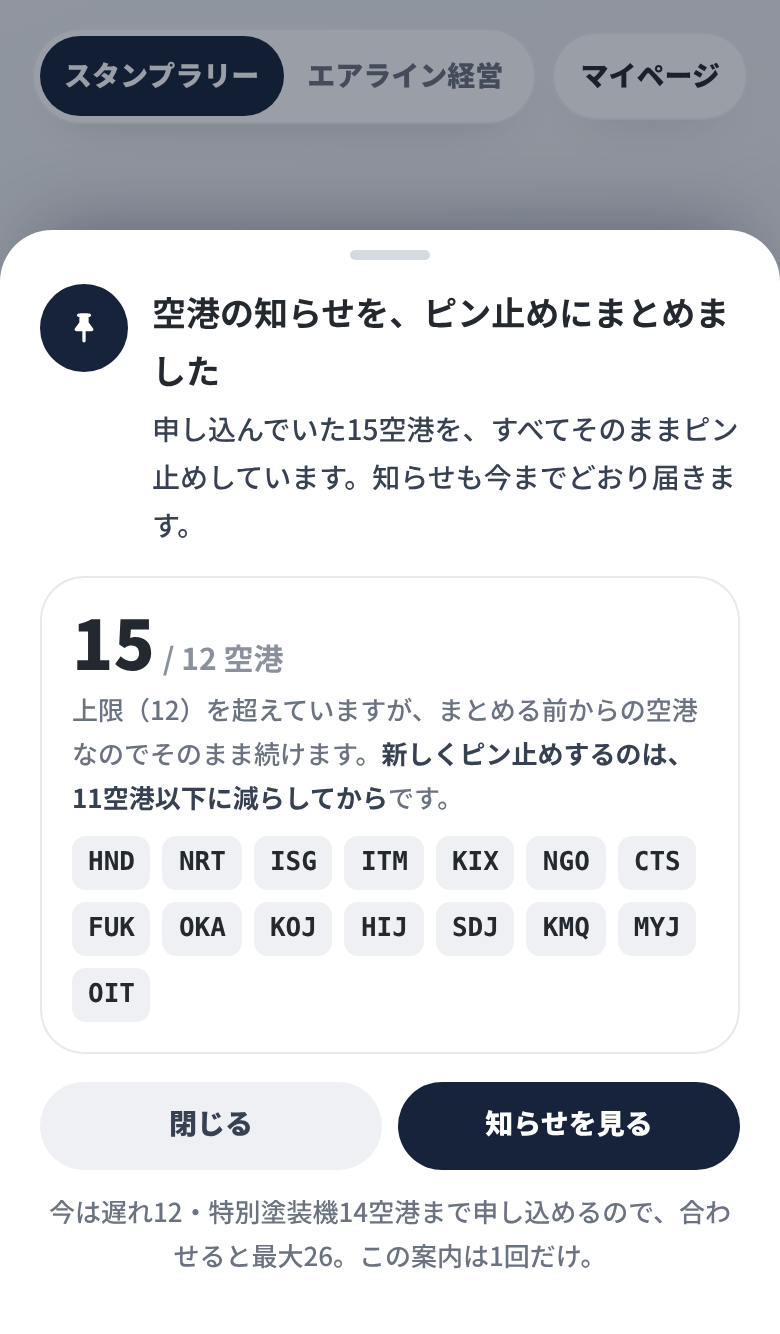 スタンプラリー エアライン経営 マイページ
空港の知らせを、ピン止めにまとめま
した
申し込んでいた15空港を、すべてそのままピン
止めしています。知らせも今までどおり届きま
す。
15 / 12 空港
上限（12）を超えていますが、まとめる前からの空港
なのでそのまま続けます。新しくピン止めするのは、
11空港以下に減らしてからです。
HND NRT ISG ITM KIX NGO CTS
FUK OKA KOJ HIJ SDJ KMQ MYJ
OIT
閉じる 知らせを見る
今は遅れ12・特別塗装機14空港まで申し込めるので、合わ
せると最大26。この案内は1回だけ。